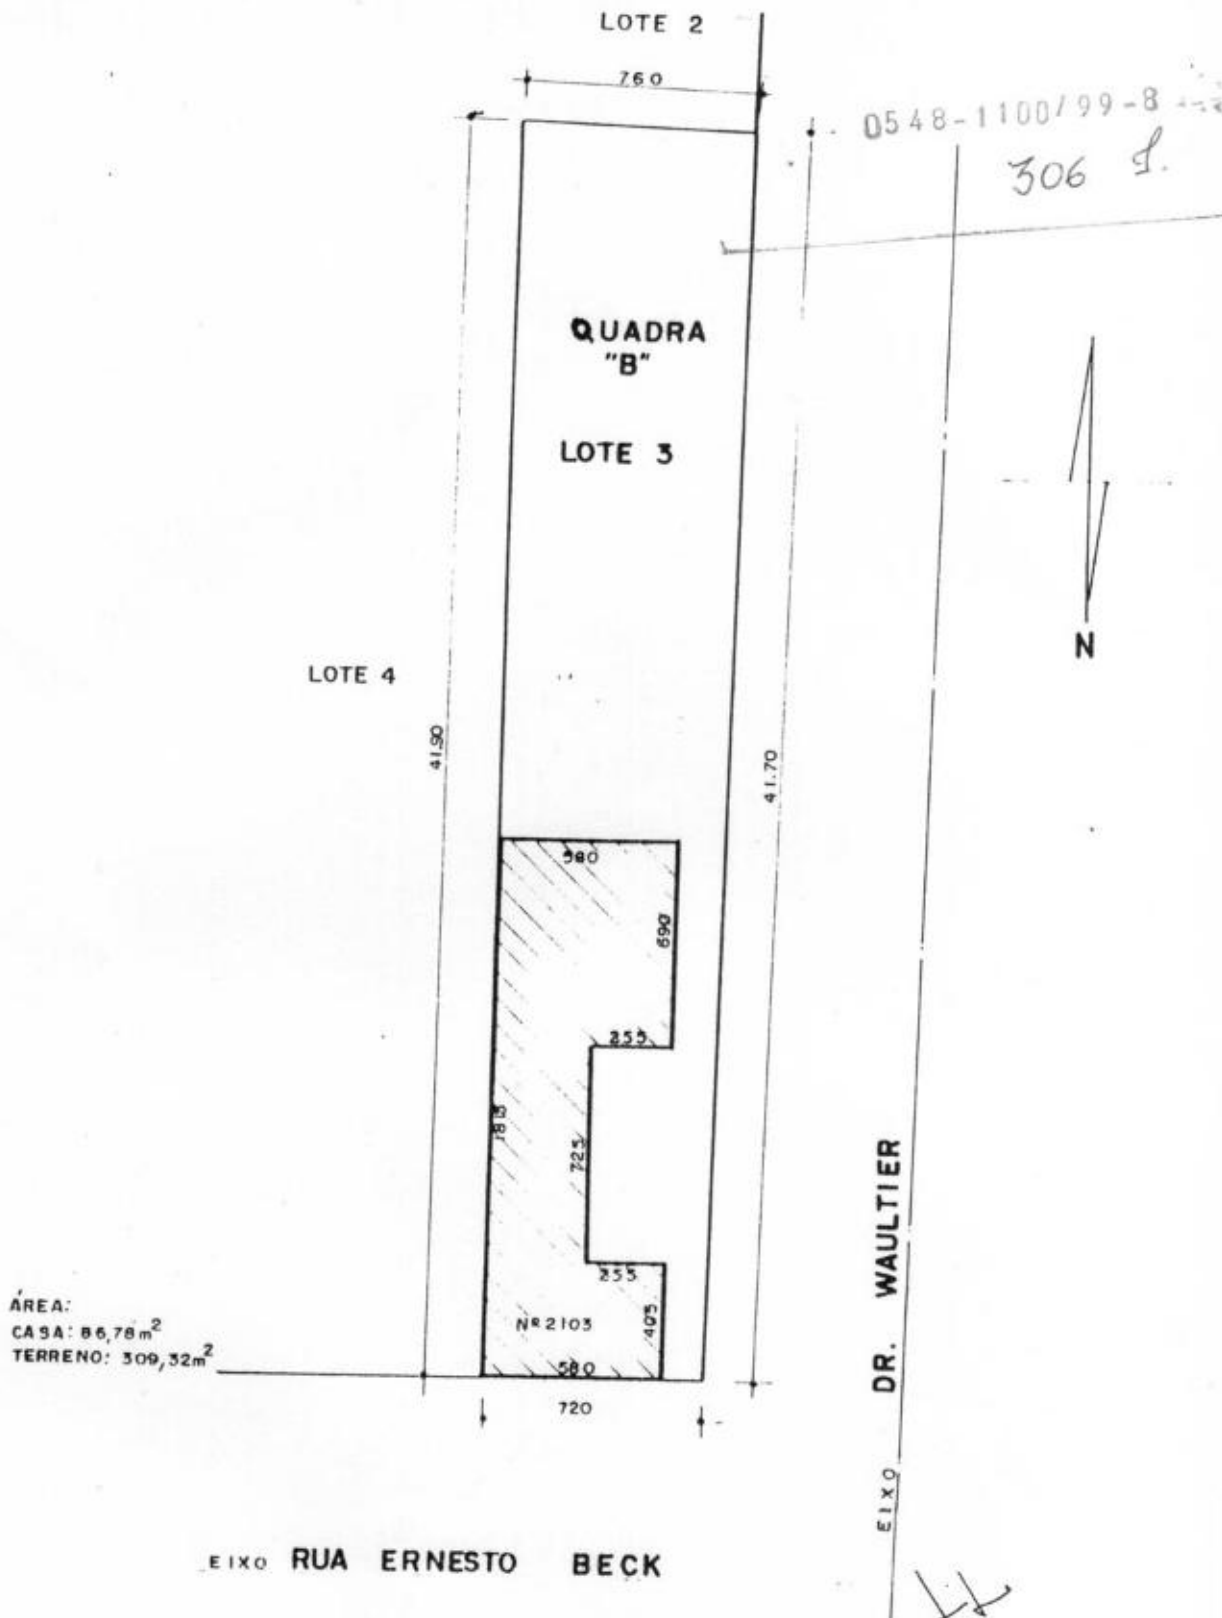 LOTE 2
760
0548-1100/99-8
306
QUADRA
"B"
LOTE 3
N
LOTE 4
41.90
41.70
580
690
255
1815
725
255
Nº 2103
405
580
720
ÁREA:
CASA: 86,78m²
TERRENO: 309,32m²
EIXO DR. WAULTIER
EIXO RUA ERNESTO BECK